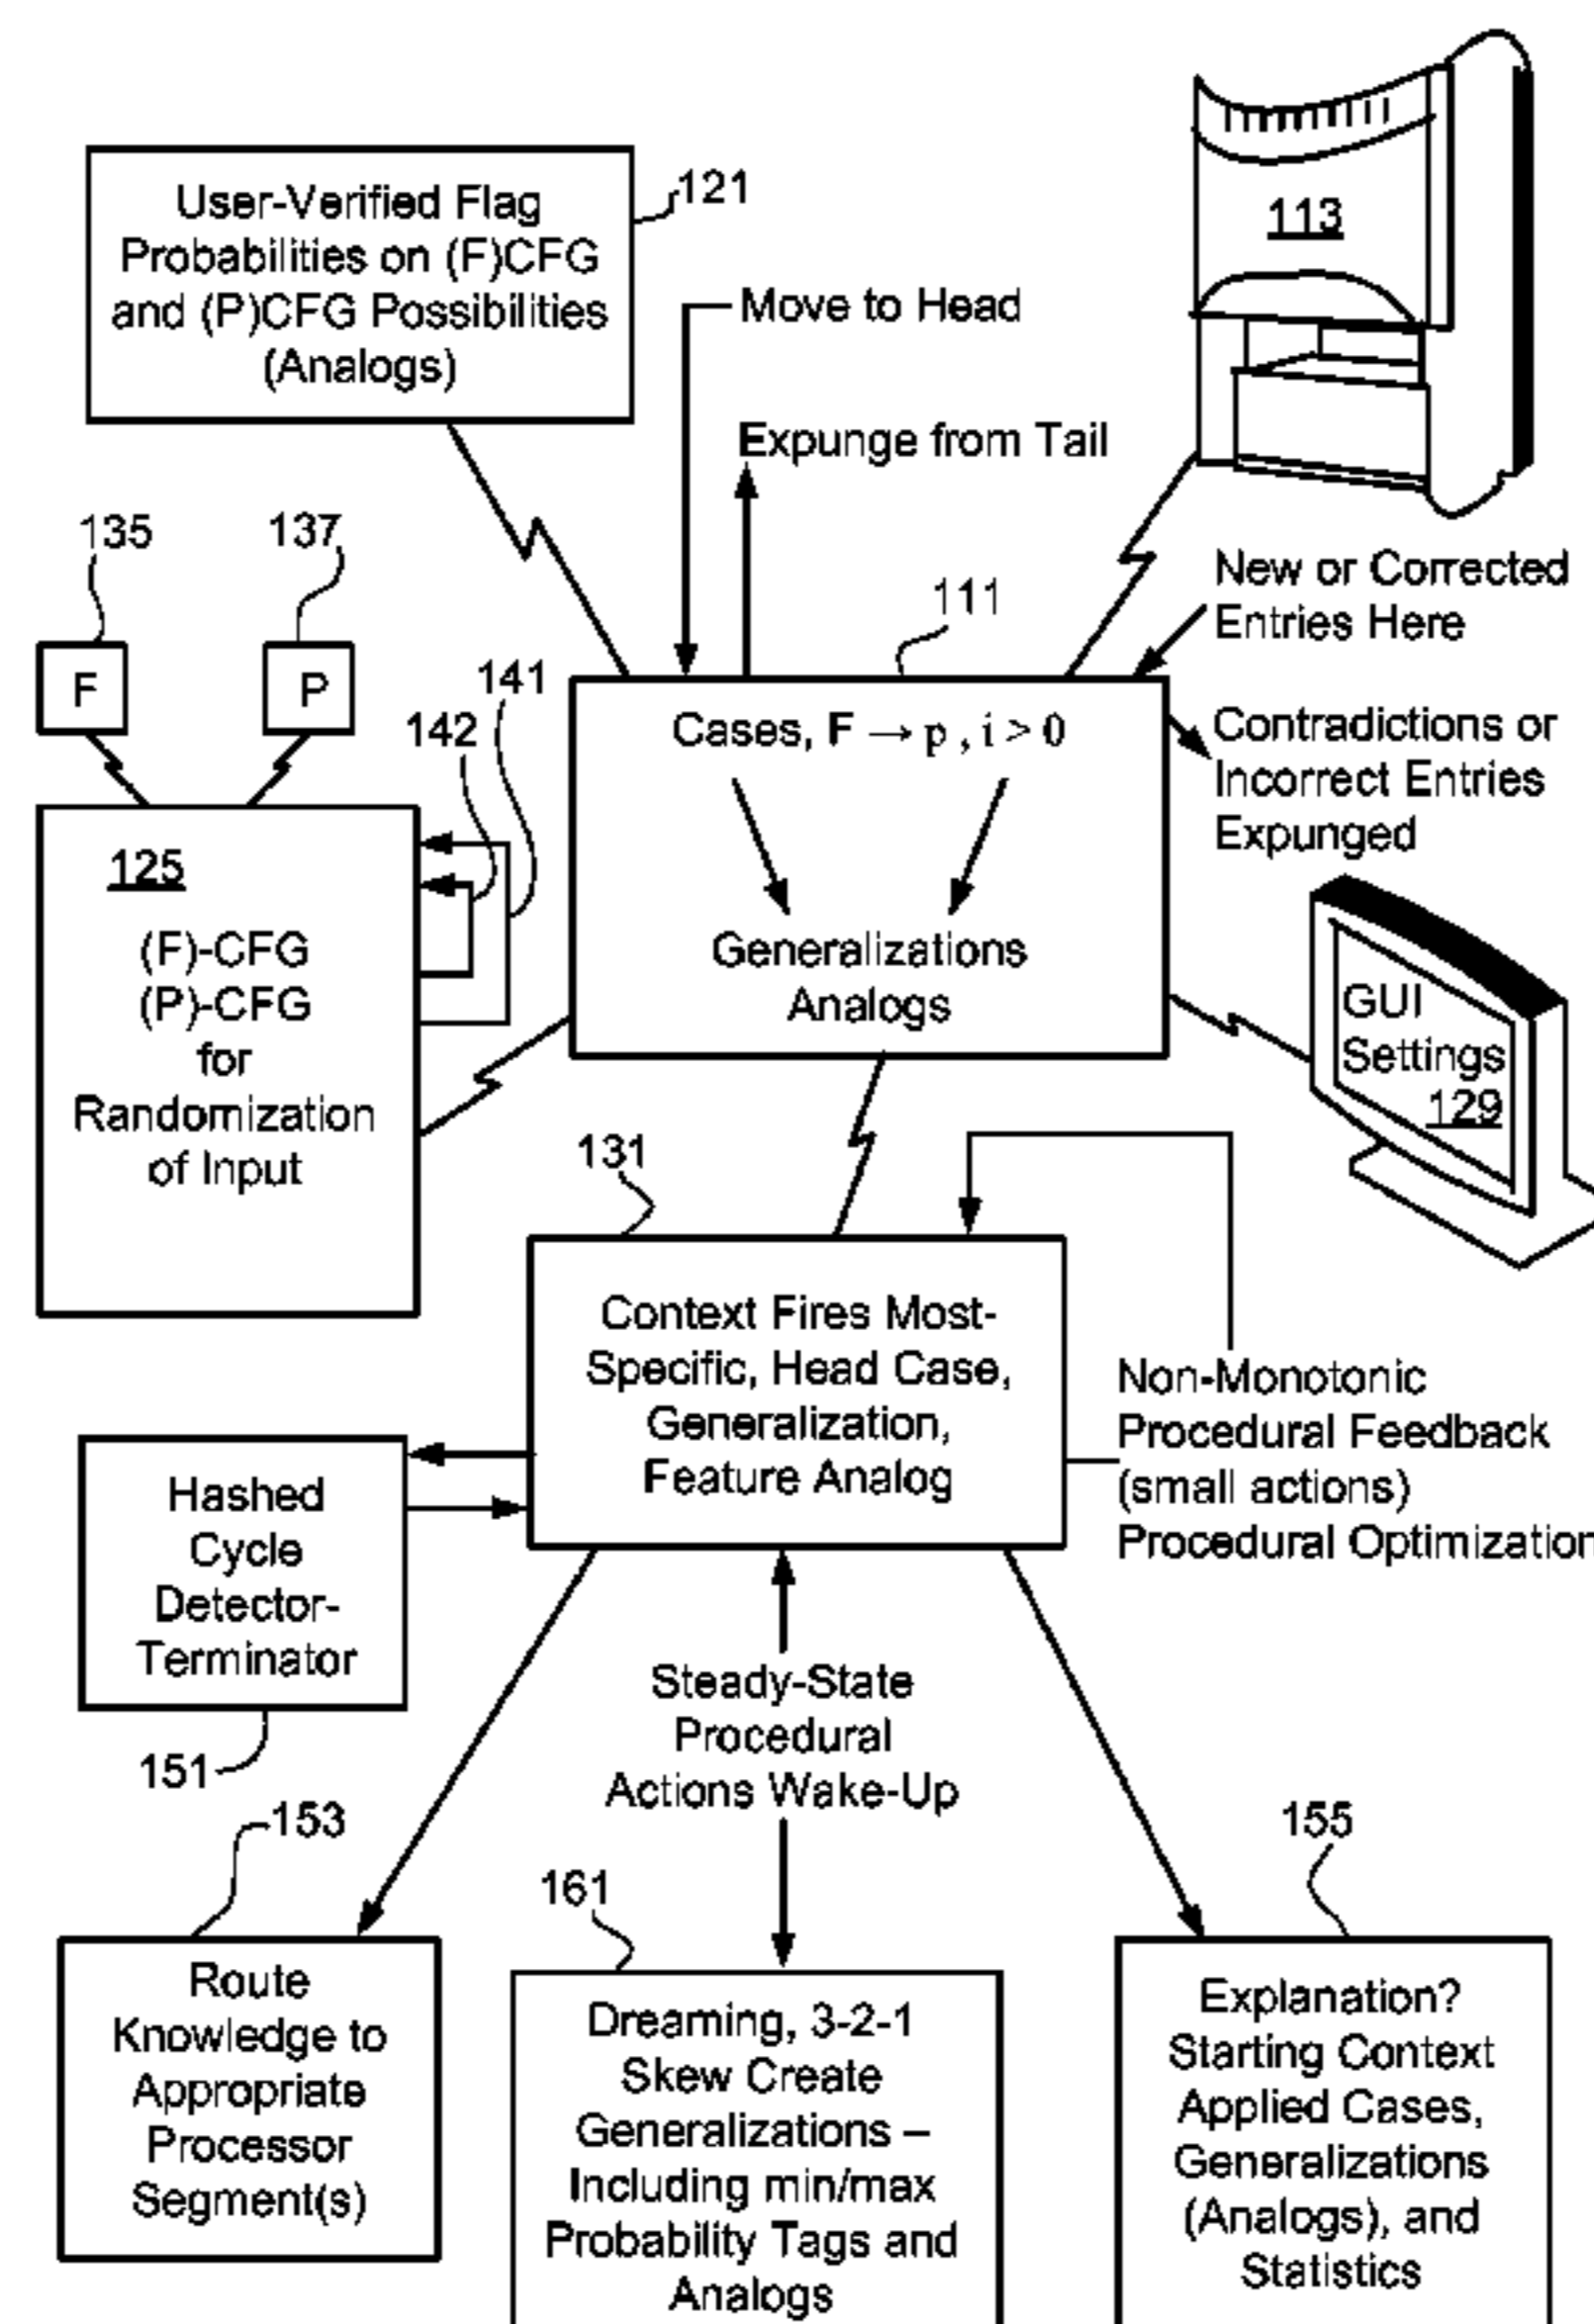 113
User-Verified Flag
Probabilities on (F)CFG
and (P)CFG Possibilities
(Analogs)
121
Move to Head
Expunge from Tail
135
137
New or Corrected
Entries Here
111
F
P
141
142
Cases, F → p , i > 0
Contradictions or
Incorrect Entries
Expunged
125
(F)-CFG
(P)-CFG
for
Randomization
of Input
Generalizations
Analogs
GUI
Settings
129
131
Context Fires Most-
Specific, Head Case,
Generalization,
Feature Analog
Non-Monotonic
Procedural Feedback
(small actions)
Procedural Optimization
Hashed
Cycle
Detector-
Terminator
151
Steady-State
Procedural
Actions Wake-Up
153
155
161
Route
Knowledge to
Appropriate
Processor
Segment(s)
Dreaming, 3-2-1
Skew Create
Generalizations –
Including min/max
Probability Tags and
Analogs
Explanation?
Starting Context
Applied Cases,
Generalizations
(Analogs), and
Statistics